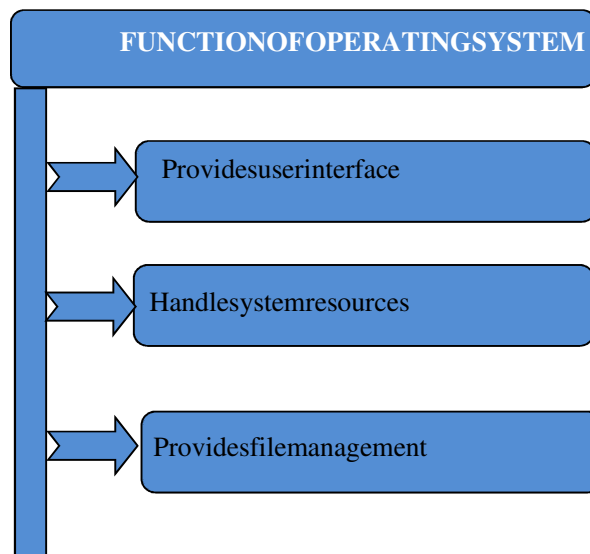 FUNCTIONOFOPERATINGSYSTEM
Providesuserinterface
Handlesystemresources
Providesfilemanagement